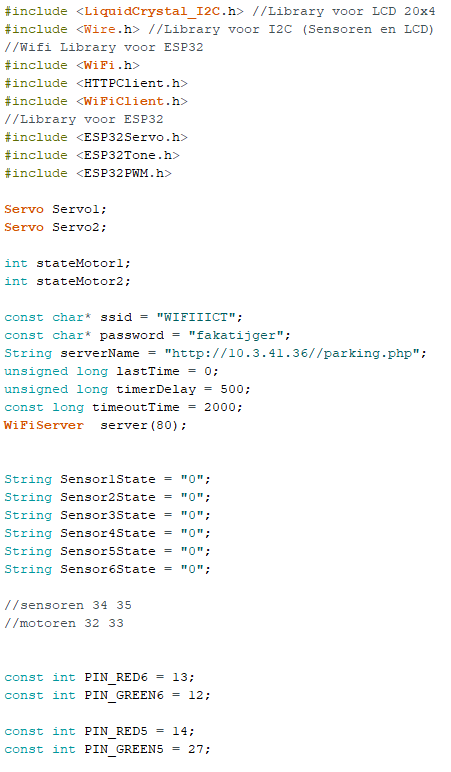 #include <LiquidCrystal_I2C.h> //Library voor LCD 20x4
#include <Wire.h> //Library voor I2C (Sensoren en LCD)
//Wifi Library voor ESP32
#include <WiFi.h>
#include <HTTPClient.h>
#include <WiFiClient.h>
//Library voor ESP32
#include <ESP32Servo.h>
#include <ESP32Tone.h>
#include <ESP32PWM.h>
Servo Servo1;
Servo Servo2;
int stateMotor1;
int stateMotor2;
const char* ssid = "WIFIIICT";
const char* password = "fakatijger";
String serverName = "http://10.3.41.36//parking.php";
unsigned long lastTime = 0;
unsigned long timerDelay = 500;
const long timeoutTime = 2000;
WiFiServer  server(80);
String Sensor1State = "0";
String Sensor2State = "0";
String Sensor3State = "0";
String Sensor4State = "0";
String Sensor5State = "0";
String Sensor6State = "0";
//sensoren 34 35
//motoren 32 33
const int PIN_RED6 = 13;
const int PIN_GREEN6 = 12;
const int PIN_RED5 = 14;
const int PIN_GREEN5 = 27;